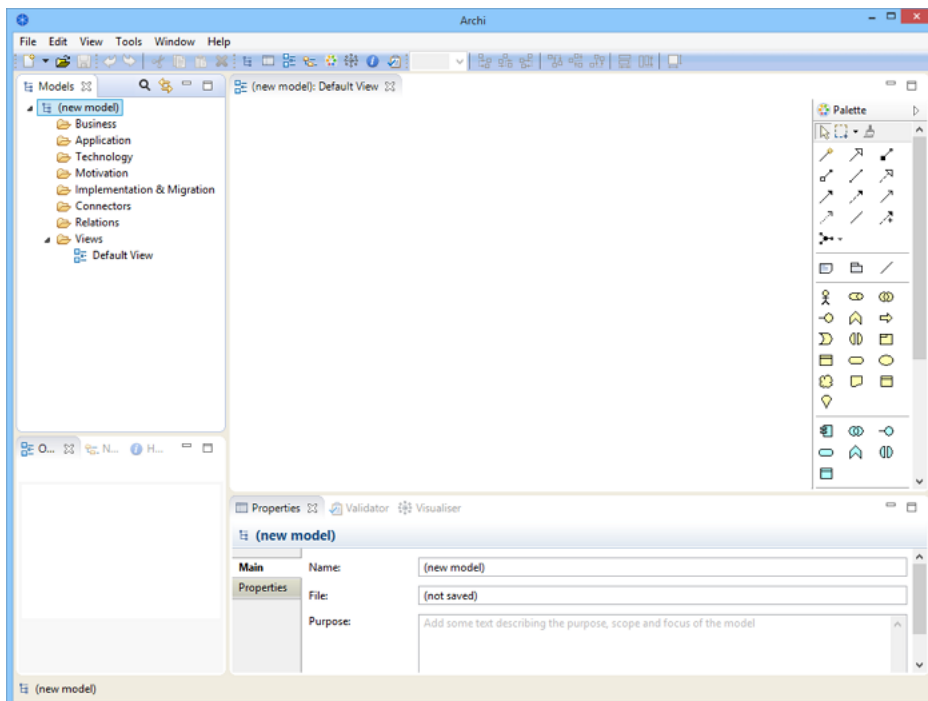 Archi
File Edit View Tools Window Help
Models
(new model)
Business
Application
Technology
Motivation
Implementation & Migration
Connectors
Relations
Views
Default View
(new model): Default View
Palette
O... N... H...
Properties Validator Visualiser
(new model)
Main
Properties
Name: (new model)
File: (not saved)
Purpose: Add some text describing the purpose, scope and focus of the model
(new model)